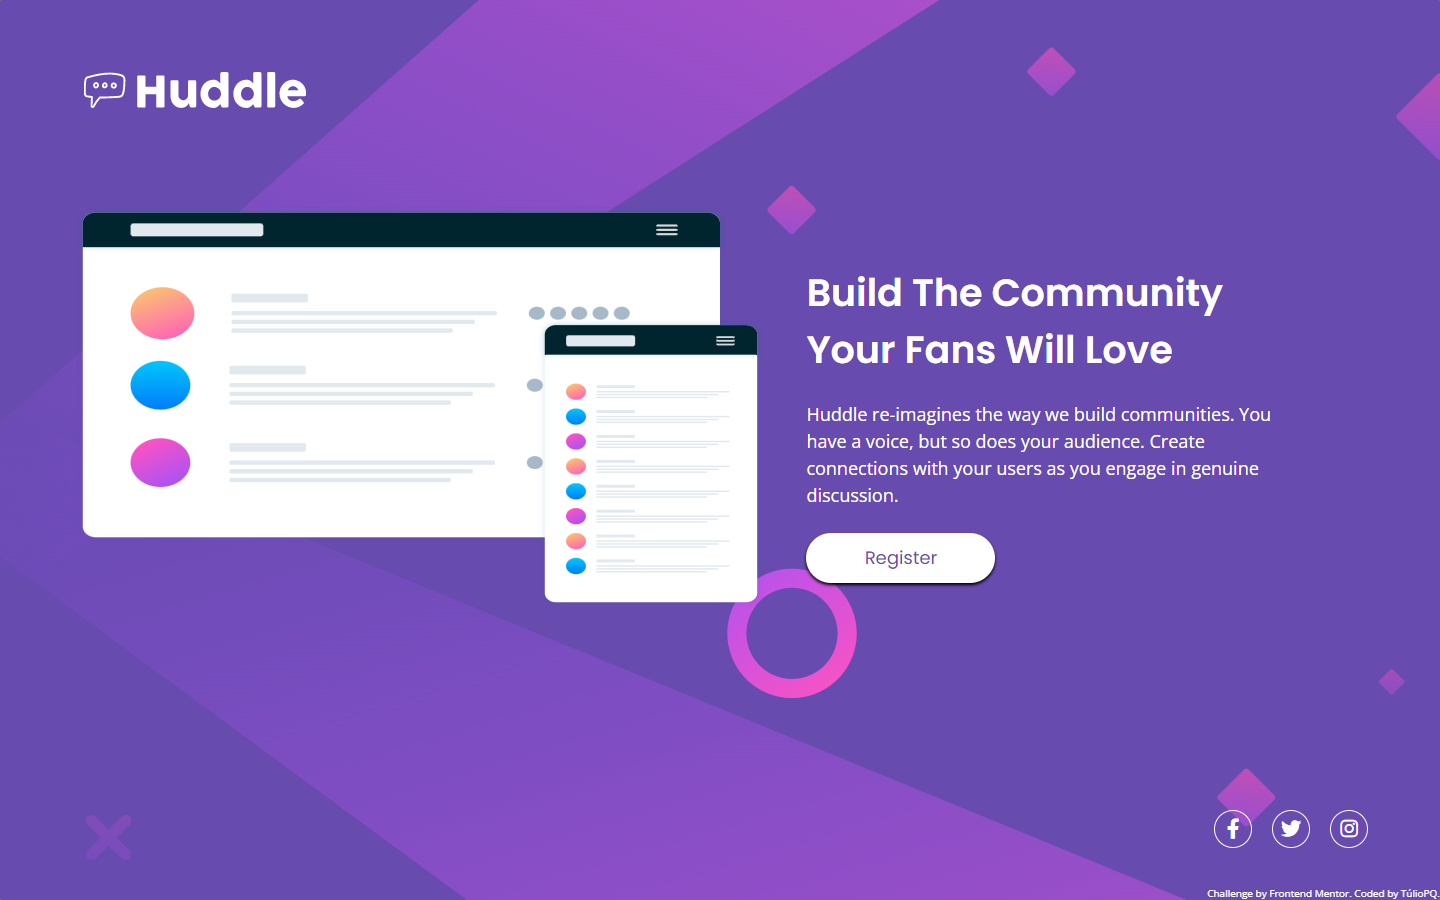 Huddle
Build The Community
Your Fans Will Love
Huddle re-imagines the way we build communities. You
have a voice, but so does your audience. Create
connections with your users as you engage in genuine
discussion.
Register
Challenge by Frontend Mentor. Coded by TúlioPQ.